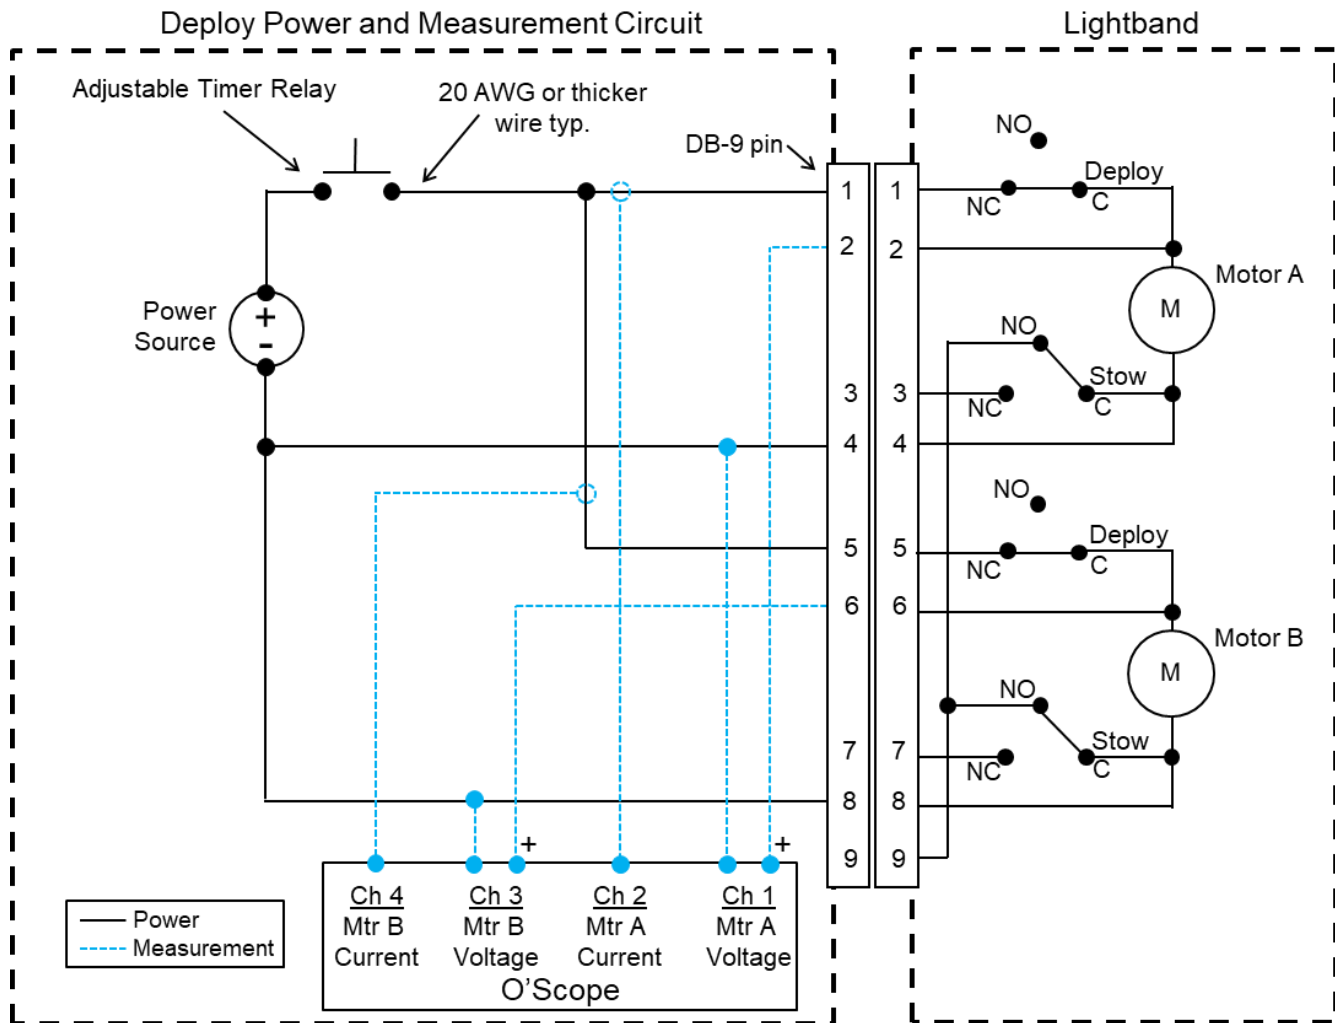 Deploy Power and Measurement Circuit
Lightband
Adjustable Timer Relay
20 AWG or thicker
wire typ.
DB-9 pin
Power
Source
+
-
1
2
3
4
5
6
7
8
9
1
2
3
4
5
6
7
8
9
NO
Deploy
NC
C
Motor A
M
NO
Stow
NC
C
NO
Deploy
NC
C
Motor B
M
NO
Stow
NC
C
+
+
Ch 4
Mtr B
Current
Ch 3
Mtr B
Voltage
Ch 2
Mtr A
Current
Ch 1
Mtr A
Voltage
O'Scope
Power
Measurement